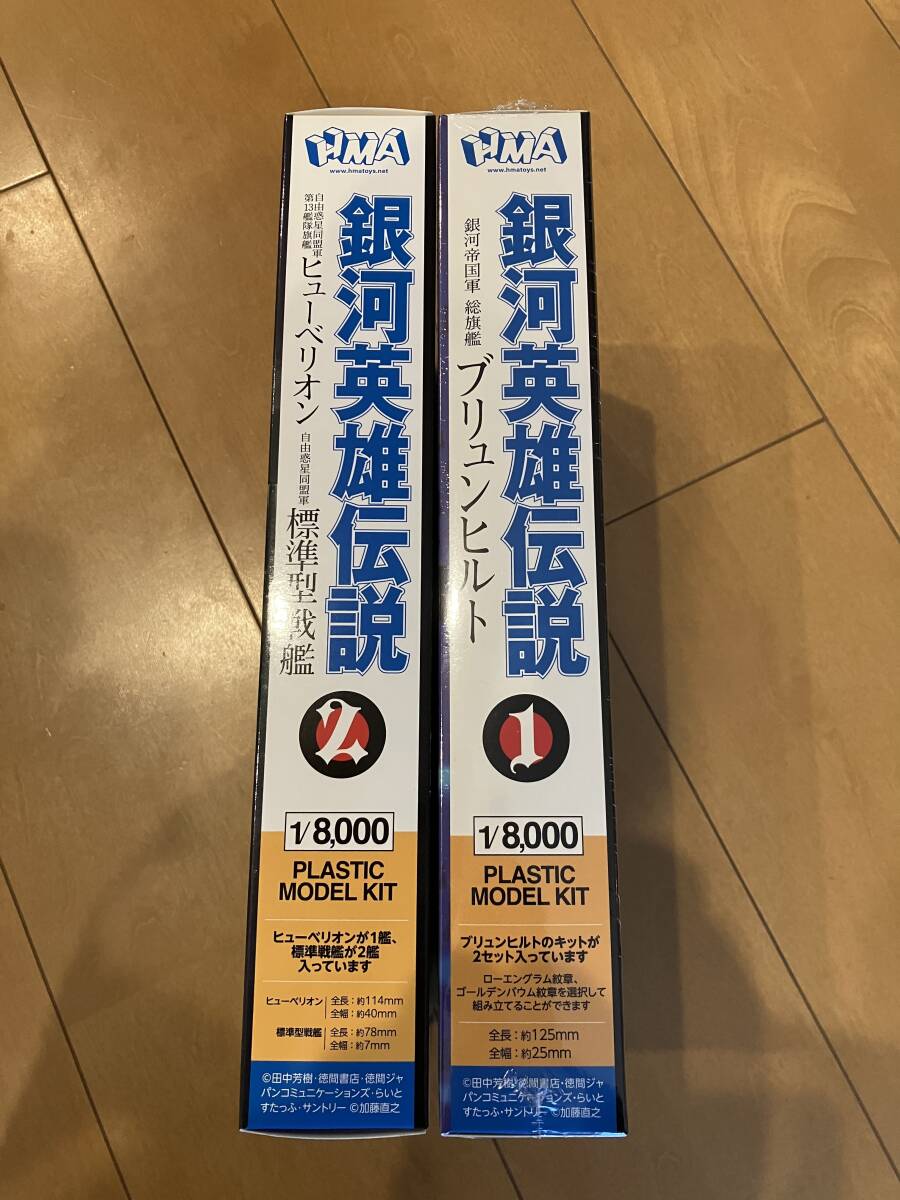 HMA
www.hmatoys.net
銀河英雄伝説
自由惑星同盟軍
第13艦隊旗艦
ヒューベリオン
自由惑星同盟軍
標準型戦艦
2
1/8,000
PLASTIC
MODEL KIT
ヒューベリオンが1艦、
標準戦艦が2艦
入っています
ヒューベリオン
全長：約114mm
全幅：約40mm
標準型戦艦
全長：約78mm
全幅：約7mm
©田中芳樹・徳間書店・徳間ジャ
パンコミュニケーションズ・らいと
すたっふ・サントリー ©加藤直之
HMA
www.hmatoys.net
銀河英雄伝説
銀河帝国軍 総旗艦
ブリュンヒルト
1
1/8,000
PLASTIC
MODEL KIT
ブリュンヒルトのキットが
2セット入っています
ローエングラム紋章、
ゴールデンバウム紋章を選択して
組み立てることができます
全長：約125mm
全幅：約25mm
©田中芳樹・徳間書店・徳間ジャ
パンコミュニケーションズ・らいと
すたっふ・サントリー ©加藤直之